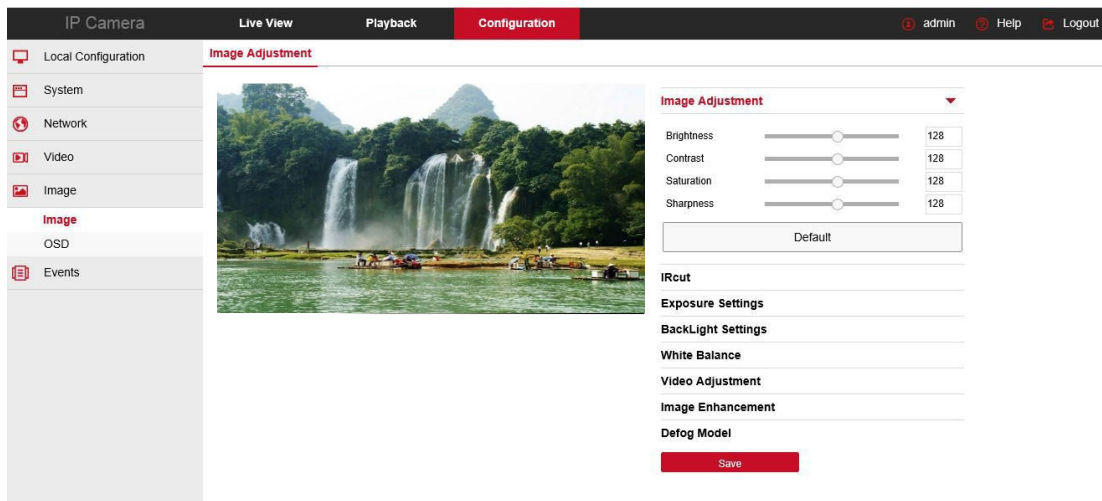 IP Camera Live View Playback Configuration admin Help Logout
Local Configuration
System
Network
Video
Image
Image
OSD
Events
Image Adjustment
Image Adjustment
Brightness 128
Contrast 128
Saturation 128
Sharpness 128
Default
IRcut
Exposure Settings
BackLight Settings
White Balance
Video Adjustment
Image Enhancement
Defog Model
Save